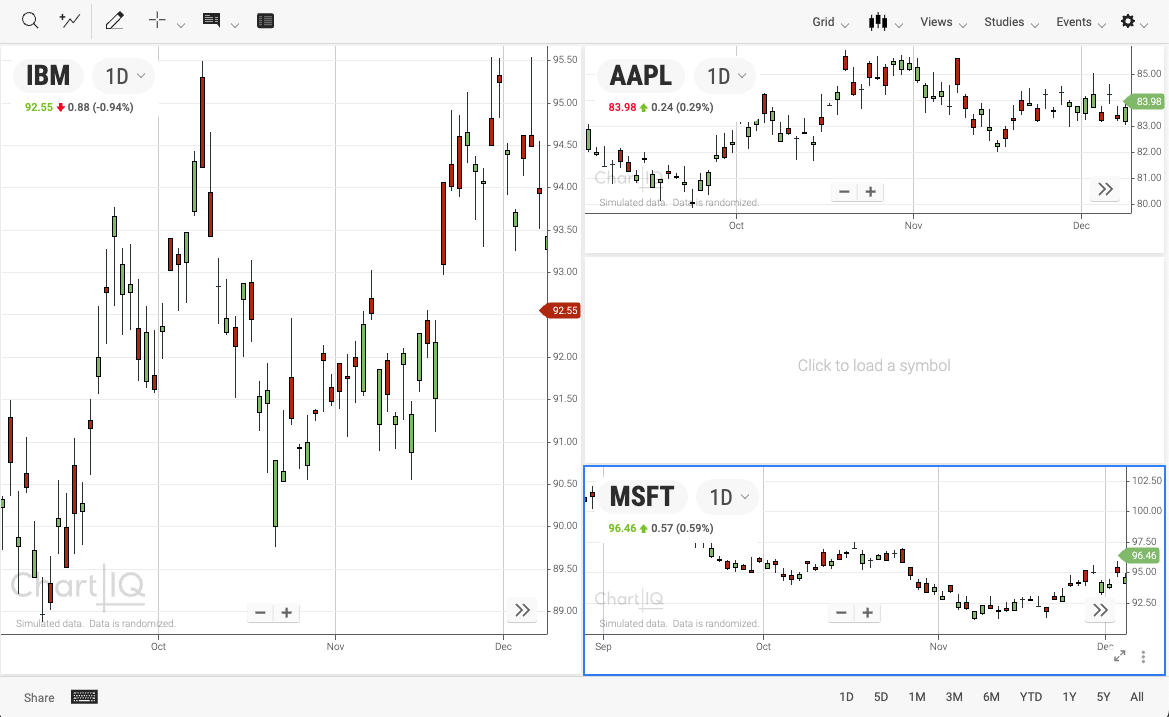 Grid Views Studies Events
IBM 1D
92.55 0.88 (-0.94%)
95.50
95.00
94.50
94.00
93.50
93.00
92.55
92.00
91.50
91.00
90.50
90.00
89.50
89.00
ChartIQ
Simulated data. Data is randomized.
Oct Nov Dec
AAPL 1D
83.98 0.24 (0.29%)
85.00
83.98
83.00
82.00
81.00
80.00
ChartIQ
Simulated data. Data is randomized.
Oct Nov Dec
Click to load a symbol
MSFT 1D
96.46 0.57 (0.59%)
102.50
100.00
97.50
96.46
95.00
92.50
ChartIQ
Simulated data. Data is randomized.
Sep Oct Nov Dec
Share 1D 5D 1M 3M 6M YTD 1Y 5Y All